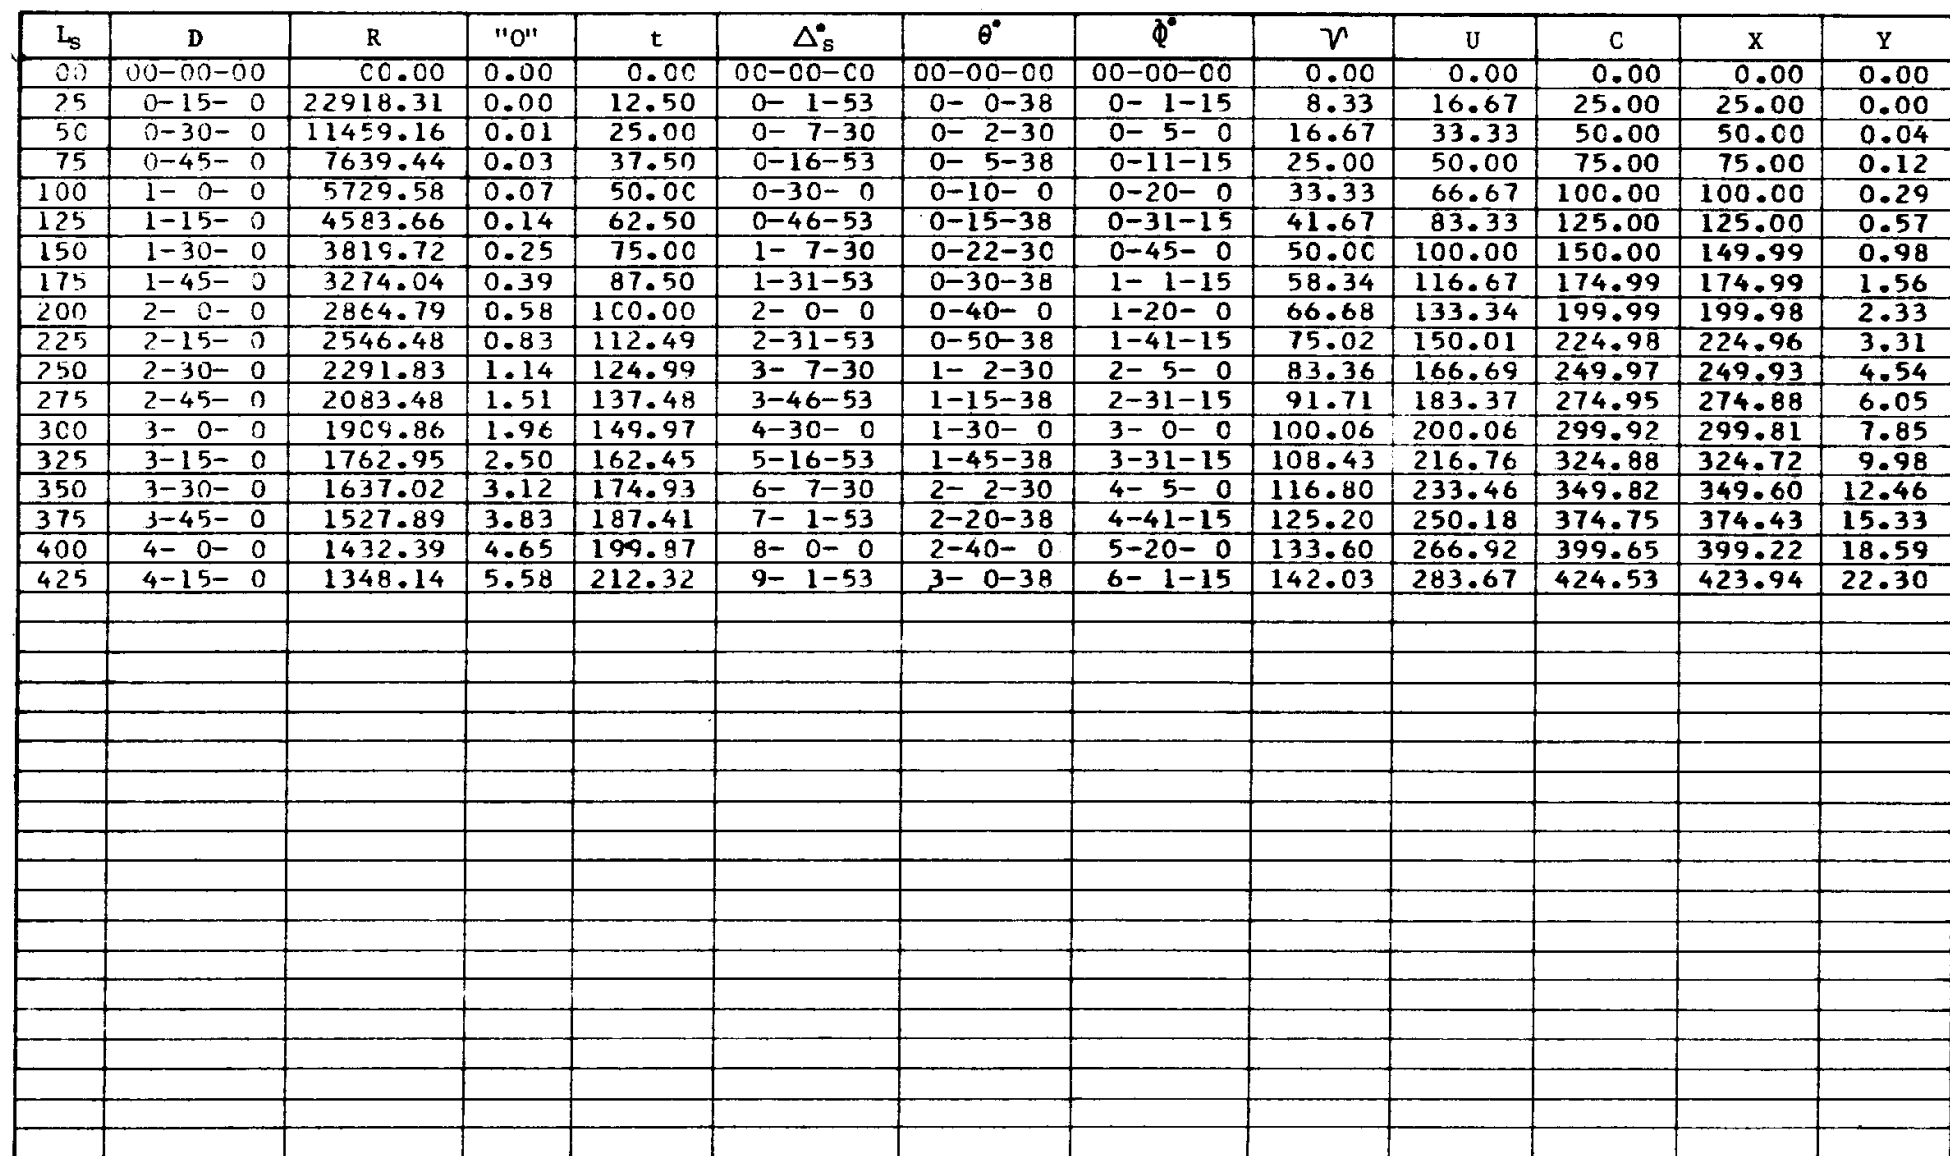 Ls D R "O" t △°s θ° Φ° V U C X Y
00 00-00-00 00.00 0.00 0.00 00-00-00 00-00-00 00-00-00 0.00 0.00 0.00 0.00 0.00
25 0-15- 0 22918.31 0.00 12.50 0- 1-53 0- 0-38 0- 1-15 8.33 16.67 25.00 25.00 0.00
50 0-30- 0 11459.16 0.01 25.00 0- 7-30 0- 2-30 0- 5- 0 16.67 33.33 50.00 50.00 0.04
75 0-45- 0 7639.44 0.03 37.50 0-16-53 0- 5-38 0-11-15 25.00 50.00 75.00 75.00 0.12
100 1- 0- 0 5729.58 0.07 50.00 0-30- 0 0-10- 0 0-20- 0 33.33 66.67 100.00 100.00 0.29
125 1-15- 0 4583.66 0.14 62.50 0-46-53 0-15-38 0-31-15 41.67 83.33 125.00 125.00 0.57
150 1-30- 0 3819.72 0.25 75.00 1- 7-30 0-22-30 0-45- 0 50.00 100.00 150.00 149.99 0.98
175 1-45- 0 3274.04 0.39 87.50 1-31-53 0-30-38 1- 1-15 58.34 116.67 174.99 174.99 1.56
200 2- 0- 0 2864.79 0.58 100.00 2- 0- 0 0-40- 0 1-20- 0 66.68 133.34 199.99 199.98 2.33
225 2-15- 0 2546.48 0.83 112.49 2-31-53 0-50-38 1-41-15 75.02 150.01 224.98 224.96 3.31
250 2-30- 0 2291.83 1.14 124.99 3- 7-30 1- 2-30 2- 5- 0 83.36 166.69 249.97 249.93 4.54
275 2-45- 0 2083.48 1.51 137.48 3-46-53 1-15-38 2-31-15 91.71 183.37 274.95 274.88 6.05
300 3- 0- 0 1909.86 1.96 149.97 4-30- 0 1-30- 0 3- 0- 0 100.06 200.06 299.92 299.81 7.85
325 3-15- 0 1762.95 2.50 162.45 5-16-53 1-45-38 3-31-15 108.43 216.76 324.88 324.72 9.98
350 3-30- 0 1637.02 3.12 174.93 6- 7-30 2- 2-30 4- 5- 0 116.80 233.46 349.82 349.60 12.46
375 3-45- 0 1527.89 3.83 187.41 7- 1-53 2-20-38 4-41-15 125.20 250.18 374.75 374.43 15.33
400 4- 0- 0 1432.39 4.65 199.87 8- 0- 0 2-40- 0 5-20- 0 133.60 266.92 399.65 399.22 18.59
425 4-15- 0 1348.14 5.58 212.32 9- 1-53 3- 0-38 6- 1-15 142.03 283.67 424.53 423.94 22.30